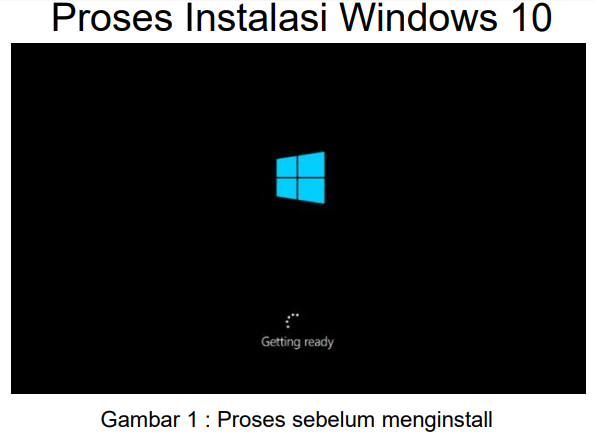 Proses Instalasi Windows 10
Getting ready
Gambar 1 : Proses sebelum menginstall